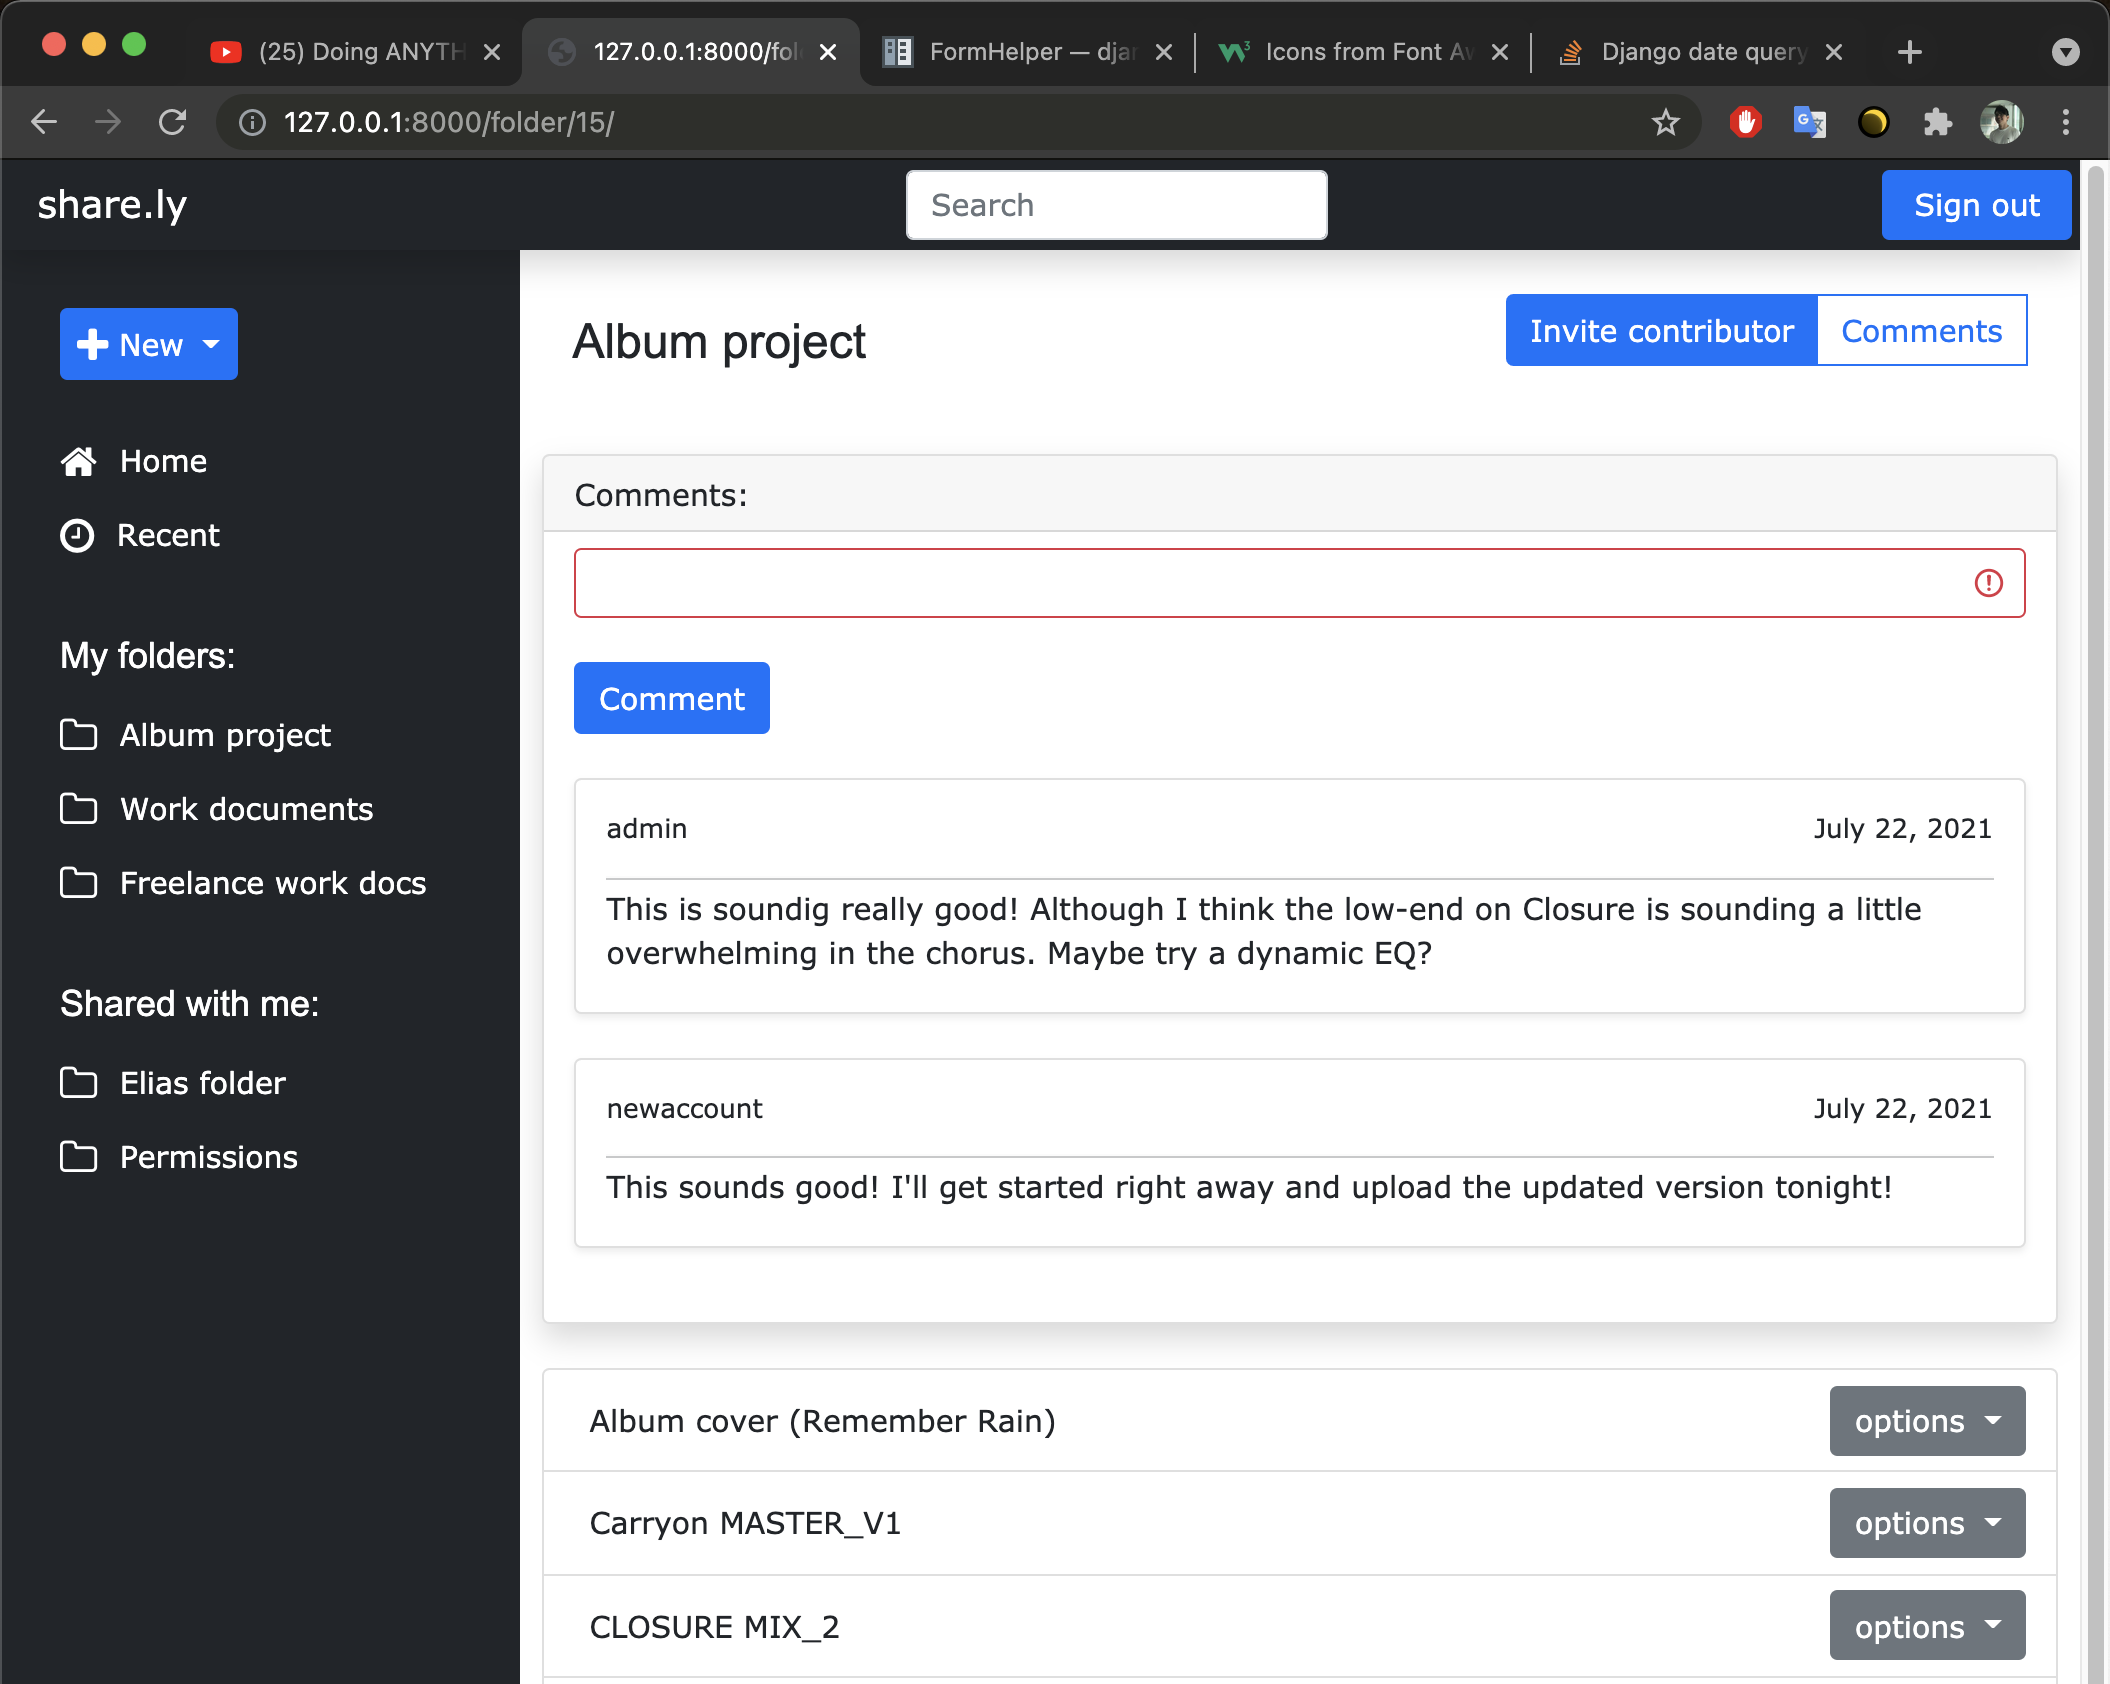 (25) Doing ANYTH
127.0.0.1:8000/fol
FormHelper — djan
Icons from Font Aw
Django date query
127.0.0.1:8000/folder/15/
share.ly
Search
Sign out
New
Home
Recent
My folders:
Album project
Work documents
Freelance work docs
Shared with me:
Elias folder
Permissions
Album project
Invite contributor
Comments
Comments:
Comment
admin
July 22, 2021
This is soundig really good! Although I think the low-end on Closure is sounding a little
overwhelming in the chorus. Maybe try a dynamic EQ?
newaccount
July 22, 2021
This sounds good! I'll get started right away and upload the updated version tonight!
Album cover (Remember Rain)
options
Carryon MASTER_V1
options
CLOSURE MIX_2
options